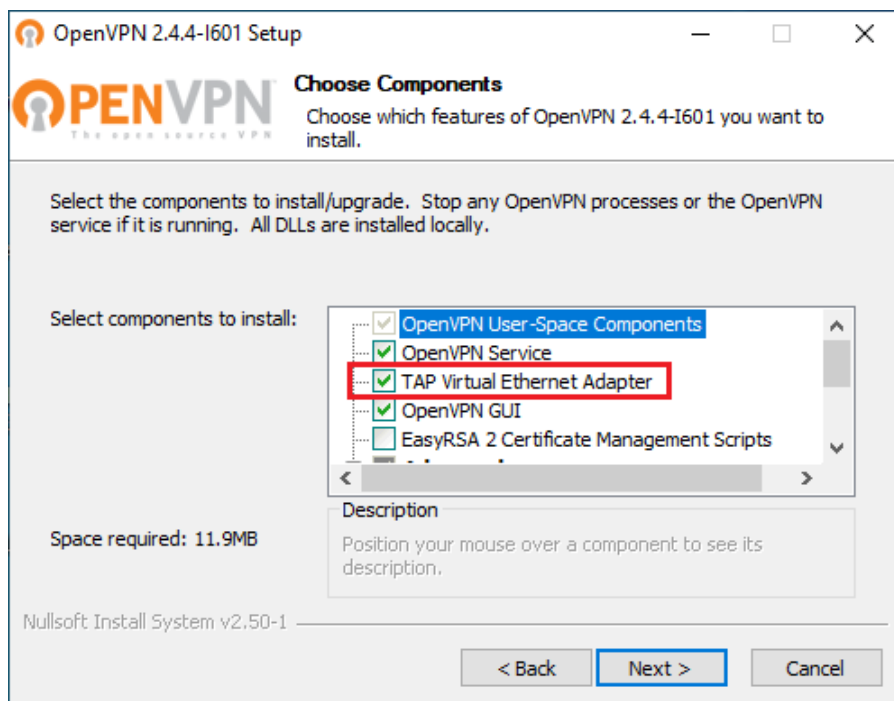 OpenVPN 2.4.4-I601 Setup
OPENVPN
The open source VPN
Choose Components
Choose which features of OpenVPN 2.4.4-I601 you want to
install.
Select the components to install/upgrade. Stop any OpenVPN processes or the OpenVPN
service if it is running. All DLLs are installed locally.
Select components to install:
OpenVPN User-Space Components
OpenVPN Service
TAP Virtual Ethernet Adapter
OpenVPN GUI
EasyRSA 2 Certificate Management Scripts
Space required: 11.9MB
Description
Position your mouse over a component to see its
description.
Nullsoft Install System v2.50-1
< Back
Next >
Cancel